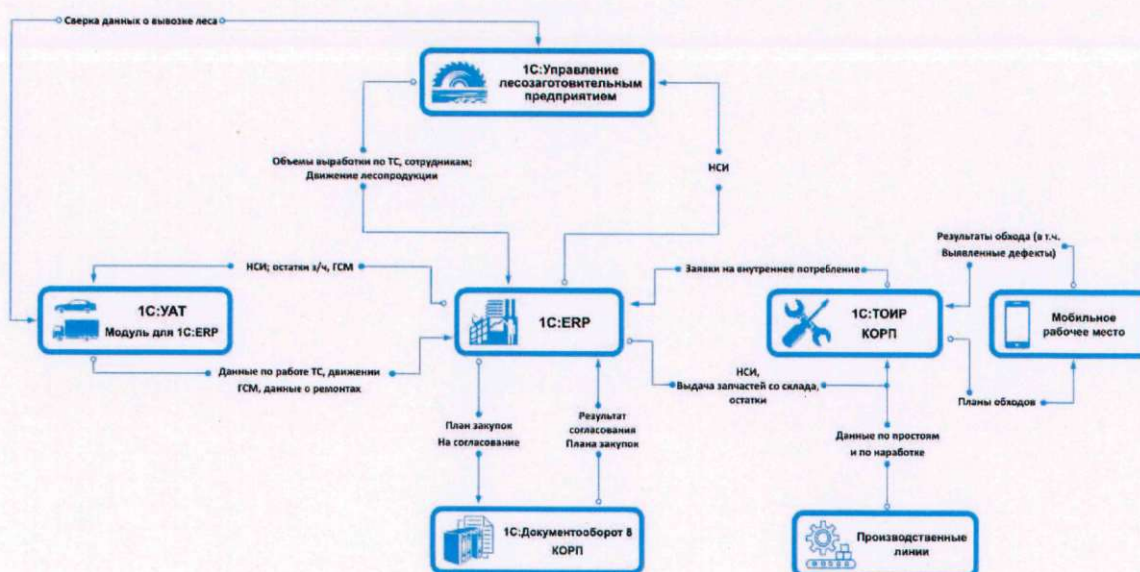 Сверка данных о вывозке леса
1С:Управление
лесозаготовительным
предприятием
Объемы выработки по ТС, сотрудникам;
Движение лесопродукции
НСИ
Результаты обхода (в т.ч.
Выявленные дефекты)
НСИ; остатки з/ч, ГСМ
Заявки на внутреннее потребление
1С:УАТ
Модуль для 1С:ERP
1С:ERP
1С:ТОИР
КОРП
Мобильное
рабочее место
Данные по работе ТС, движении
ГСМ, данные о ремонтах
НСИ,
Выдача запчастей со склада,
остатки
Планы обходов
План закупок
На согласование
Результат
согласования
Плана закупок
Данные по простоям
и по наработке
1С:Документооборот 8
КОРП
Производственные
линии